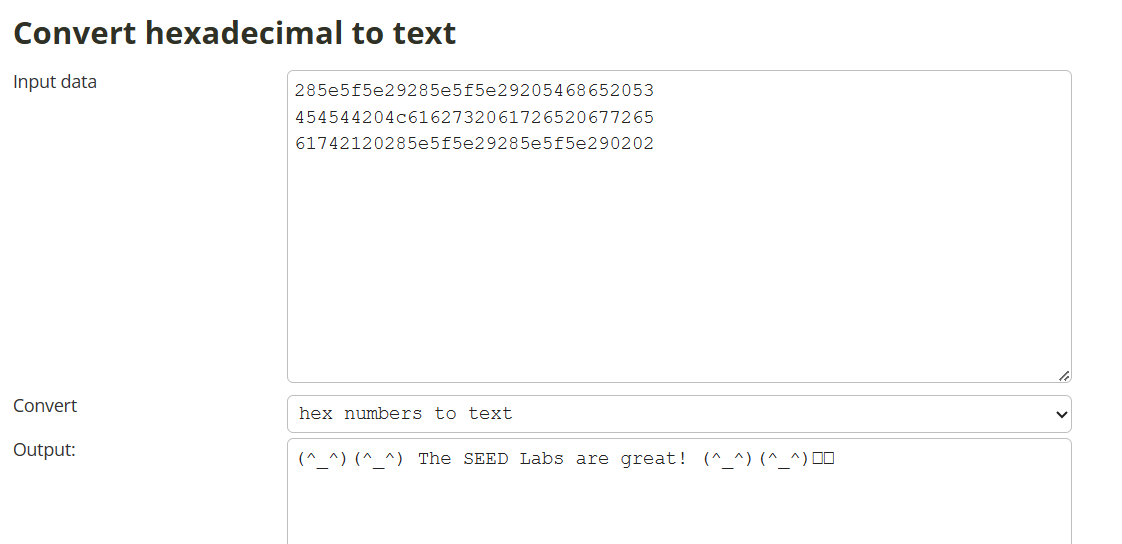 Convert hexadecimal to text
Input data
285e5f5e29285e5f5e29205468652053
454544204c6162732061726520677265
61742120285e5f5e29285e5f5e290202
Convert
hex numbers to text
Output:
(^_^)(^_^) The SEED Labs are great! (^_^)(^_^)□□